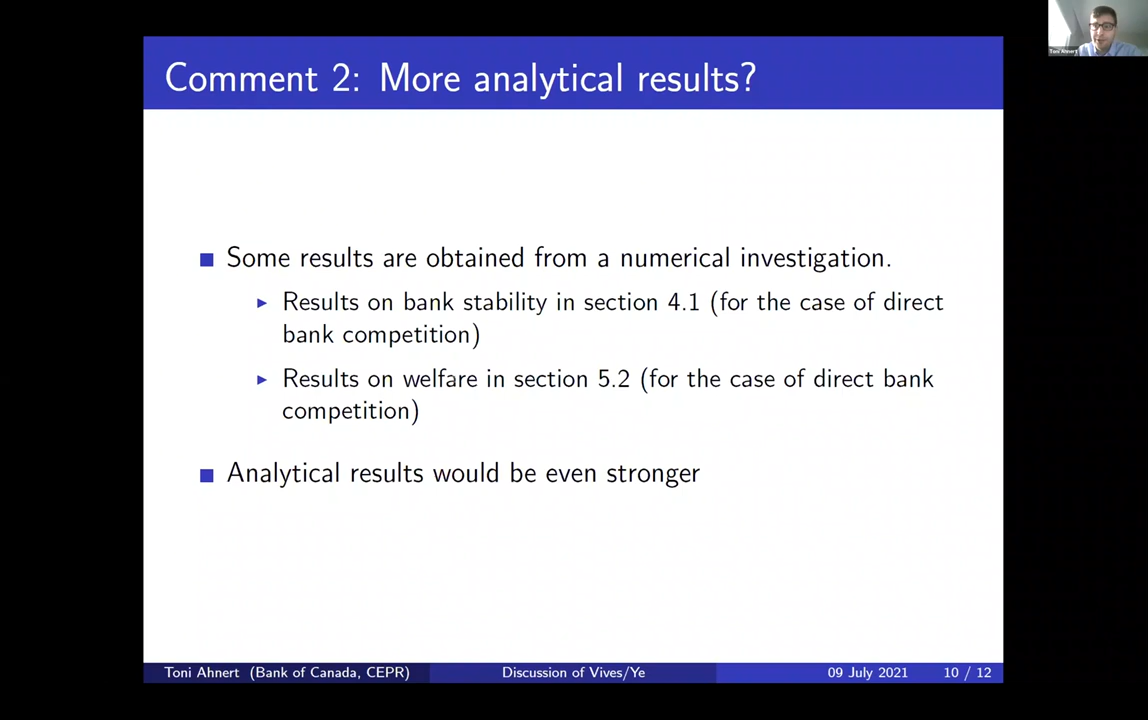 Comment 2: More analytical results?
Toni Ahnert
Some results are obtained from a numerical investigation.
Results on bank stability in section 4.1 (for the case of direct
bank competition)
Results on welfare in section 5.2 (for the case of direct bank
competition)
Analytical results would be even stronger
Toni Ahnert (Bank of Canada, CEPR)
Discussion of Vives/Ye
09 July 2021
10 / 12